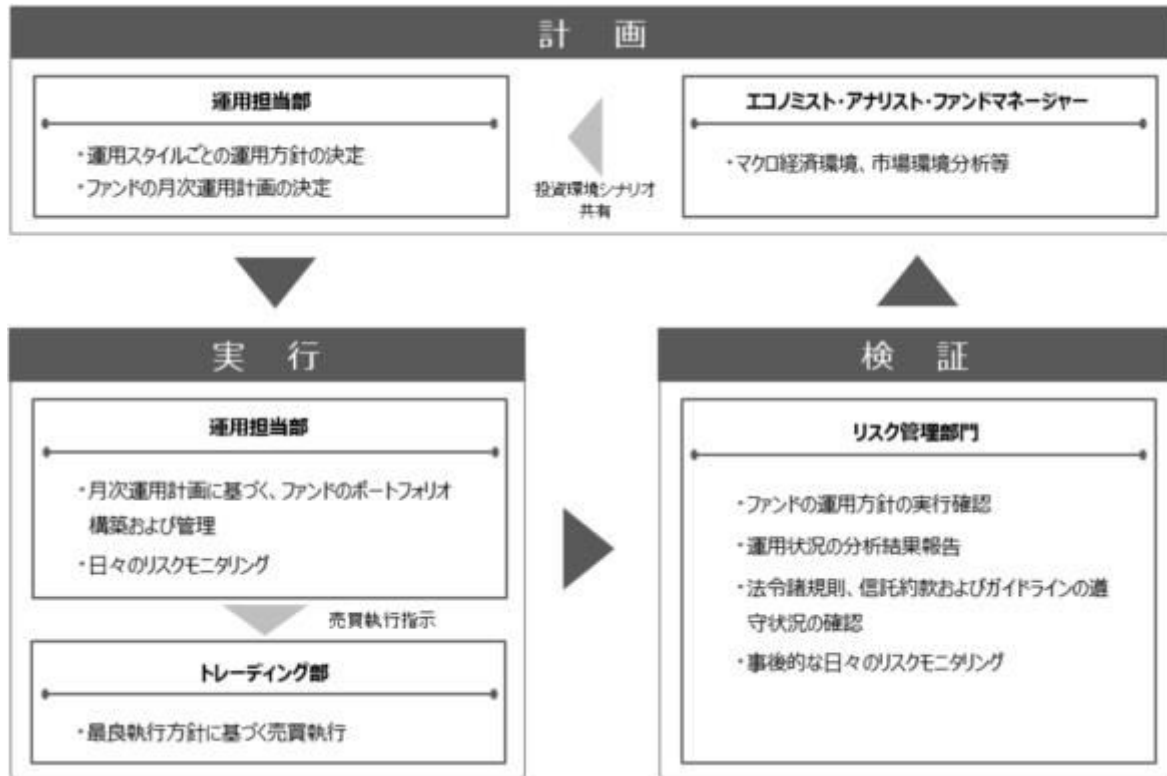 計 画
運用担当部
・運用スタイルごとの運用方針の決定
・ファンドの月次運用計画の決定
投資環境シナリオ
共有
エコノミスト・アナリスト・ファンドマネージャー
・マクロ経済環境、市場環境分析等
実 行
運用担当部
・月次運用計画に基づく、ファンドのポートフォリオ
構築および管理
・日々のリスクモニタリング
売買執行指示
トレーディング部
・最良執行方針に基づく売買執行
検 証
リスク管理部門
・ファンドの運用方針の実行確認
・運用状況の分析結果報告
・法令諸規則、信託約款およびガイドラインの遵
守状況の確認
・事後的な日々のリスクモニタリング